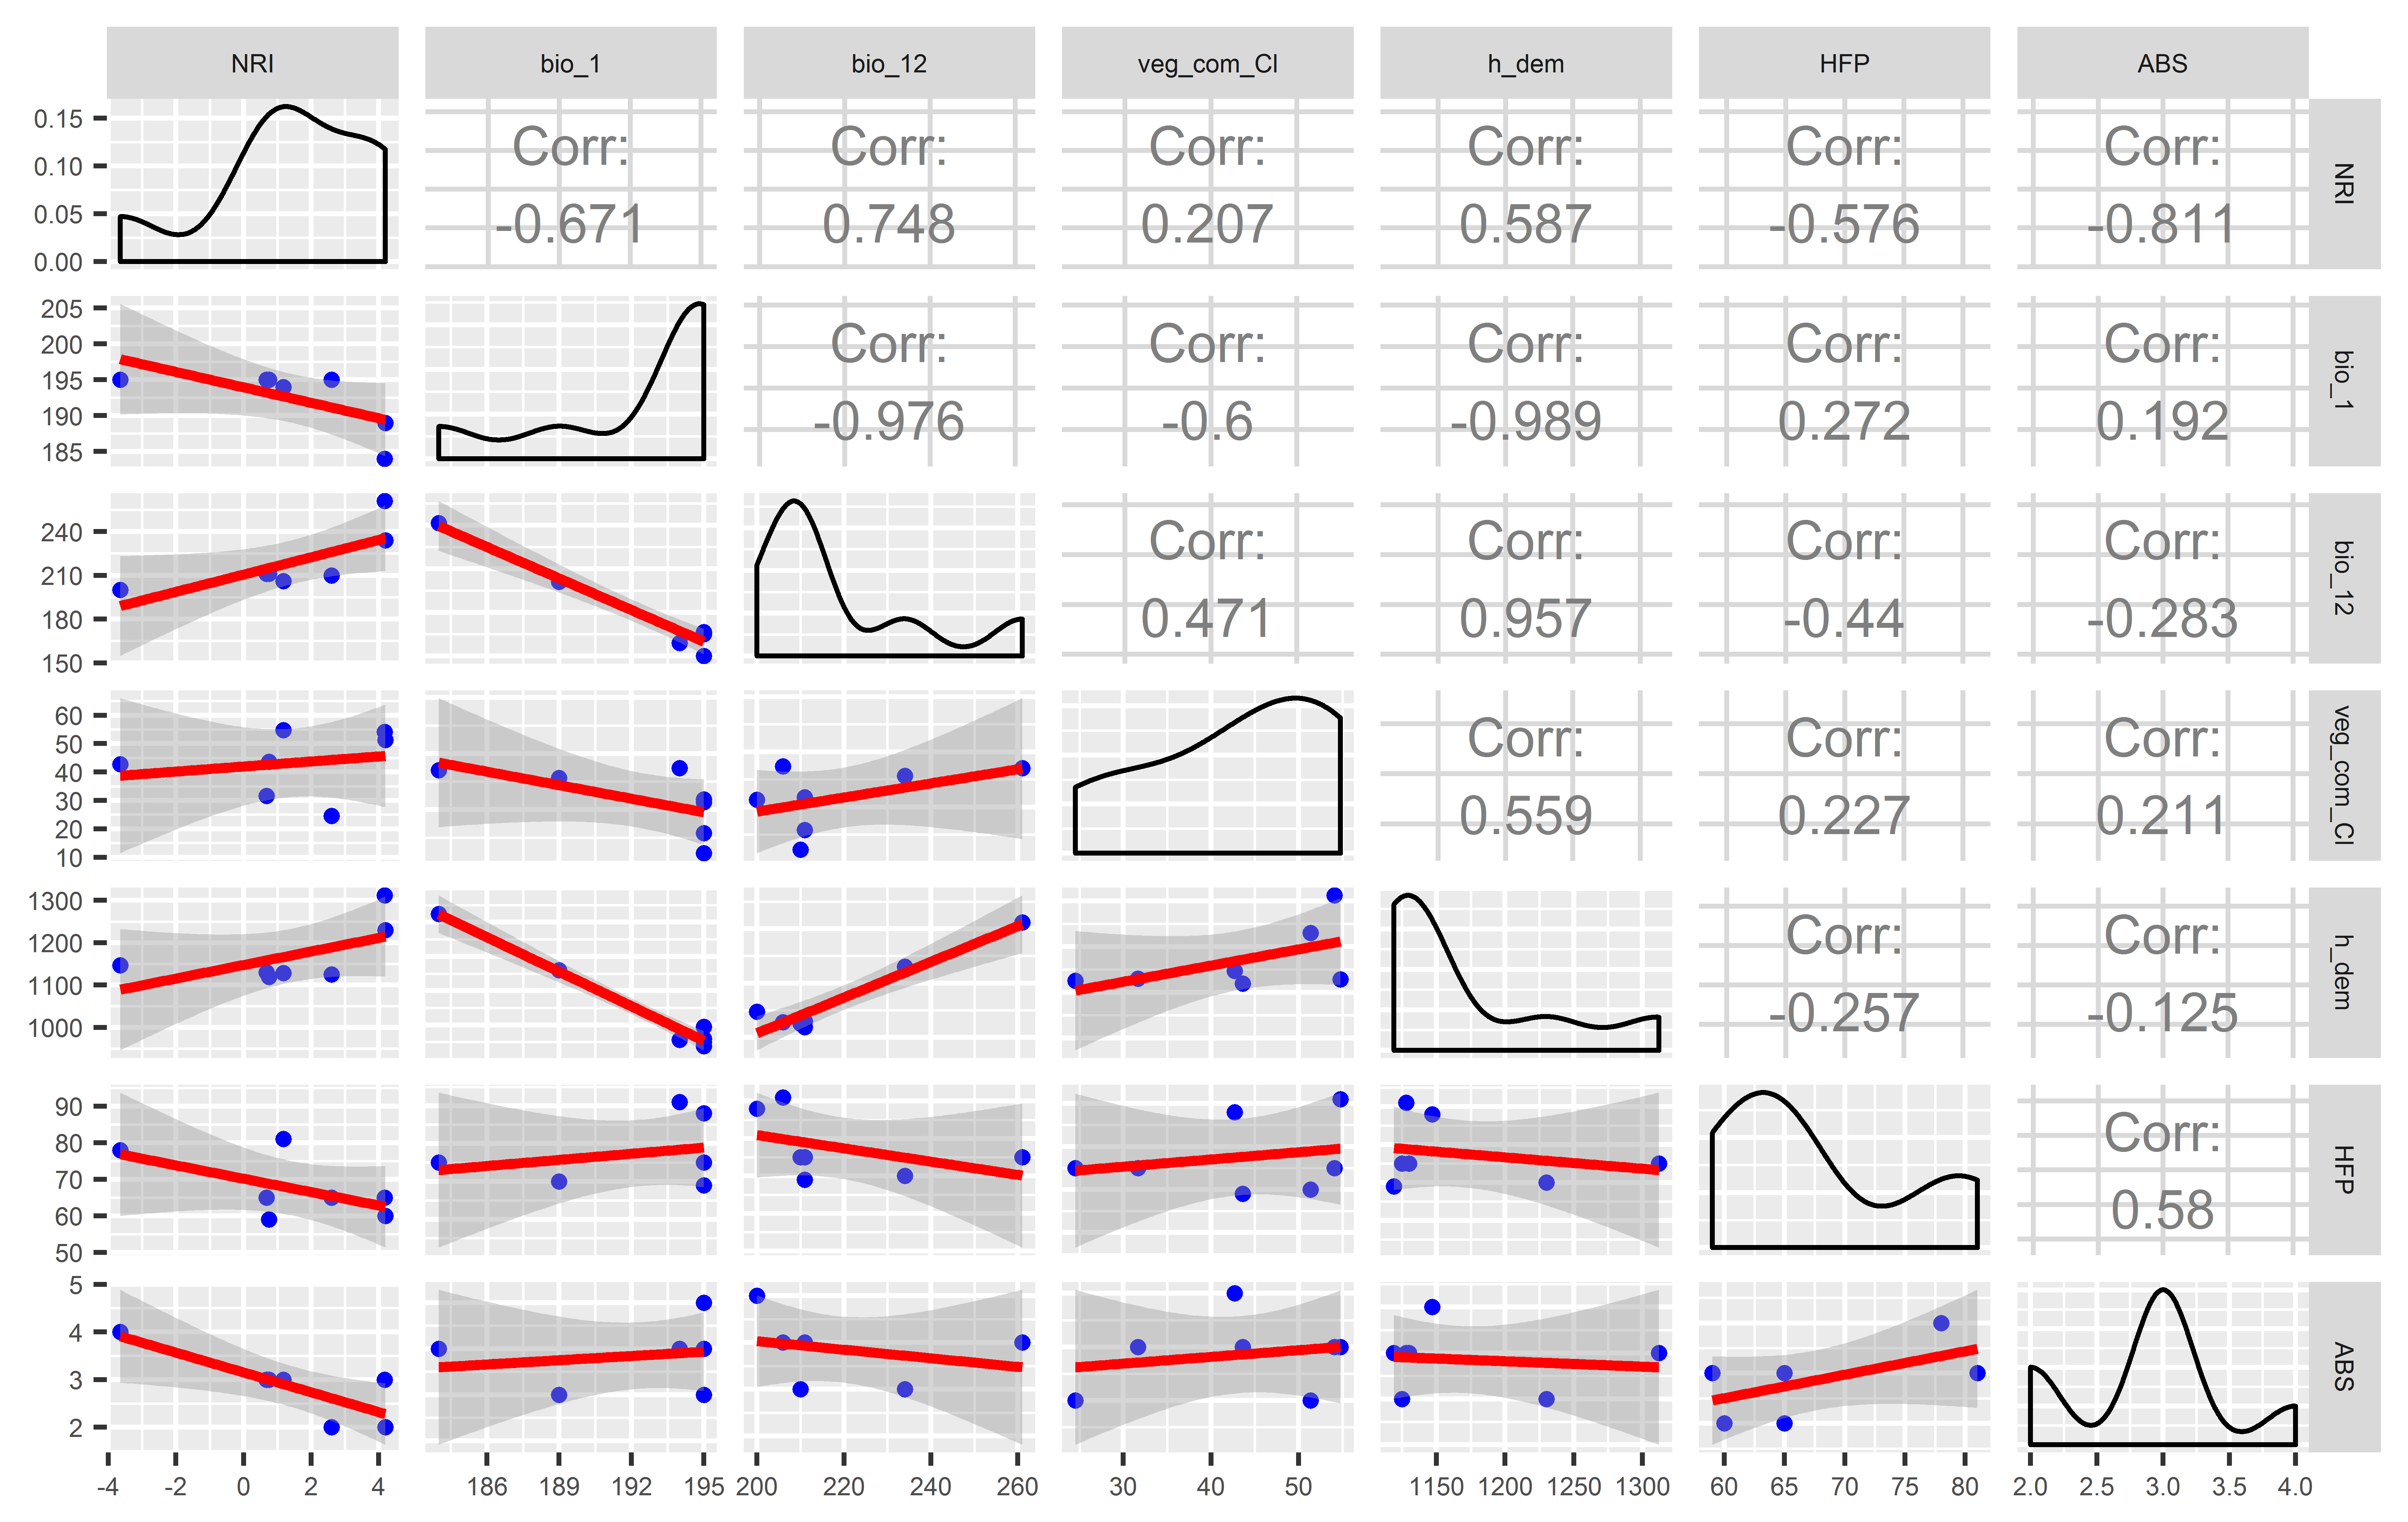 NRI bio_1 bio_12 veg_com_CI h_dem HFP ABS
0.15
0.10
0.05
0.00
Corr: Corr: Corr: Corr: Corr: Corr:
-0.671 0.748 0.207 0.587 -0.576 -0.811
NRI
205
200
195
190
185
Corr: Corr: Corr: Corr: Corr:
-0.976 -0.6 -0.989 0.272 0.192
bio_1
240
210
180
150
Corr: Corr: Corr: Corr:
0.471 0.957 -0.44 -0.283
bio_12
60
50
40
30
20
10
Corr: Corr: Corr:
0.559 0.227 0.211
veg_com_CI
1300
1200
1100
1000
Corr: Corr:
-0.257 -0.125
h_dem
90
80
70
60
50
Corr:
0.58
HFP
5
4
3
2
ABS
-4 -2 0 2 4 186 189 192 195 200 220 240 260 30 40 50 1150 1200 1250 1300 60 65 70 75 80 2.0 2.5 3.0 3.5 4.0